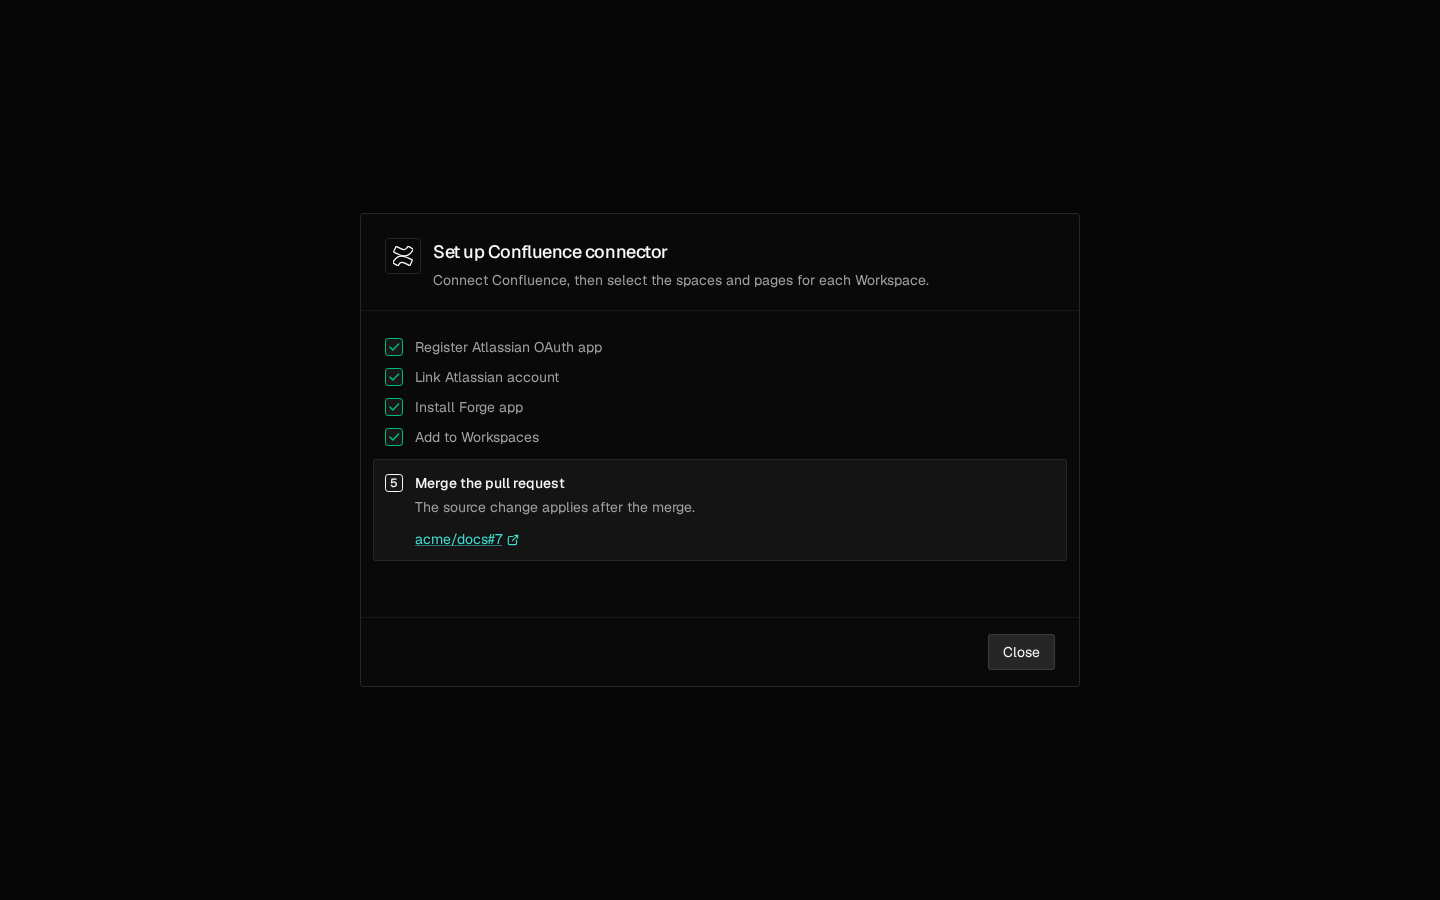 Set up Confluence connector
Connect Confluence, then select the spaces and pages for each Workspace.
Register Atlassian OAuth app
Link Atlassian account
Install Forge app
Add to Workspaces
5 Merge the pull request
The source change applies after the merge.
acme/docs#7
Close